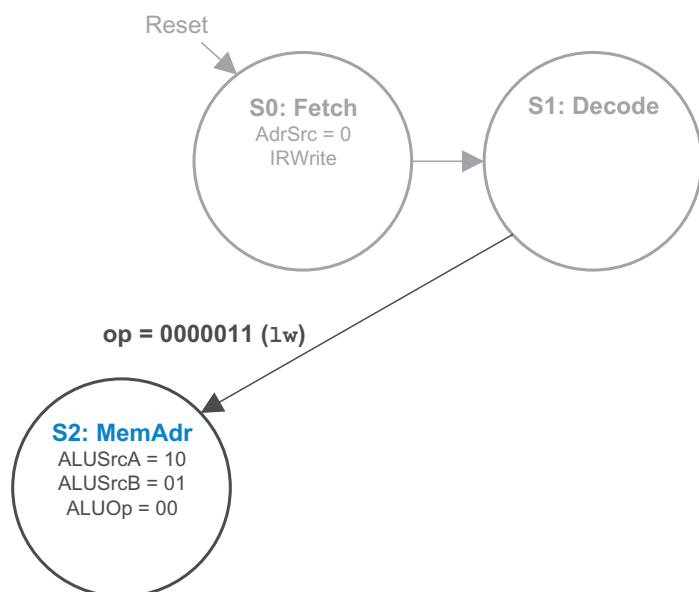 Reset
S0: Fetch
AdrSrc = 0
IRWrite
S1: Decode
op = 0000011 (lw)
S2: MemAdr
ALUSrcA = 10
ALUSrcB = 01
ALUOp = 00